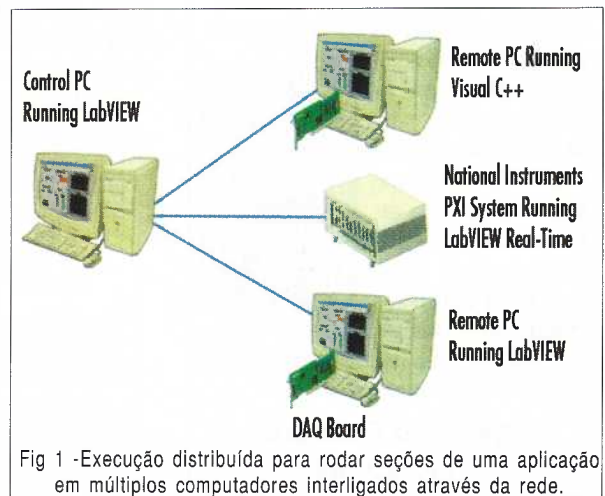 Control PC
Running LabVIEW
Remote PC Running
Visual C++
National Instruments
PXI System Running
LabVIEW Real-Time
Remote PC
Running LabVIEW
DAQ Board
Fig 1 -Execução distribuída para rodar seções de uma aplicação
em múltiplos computadores interligados através da rede.